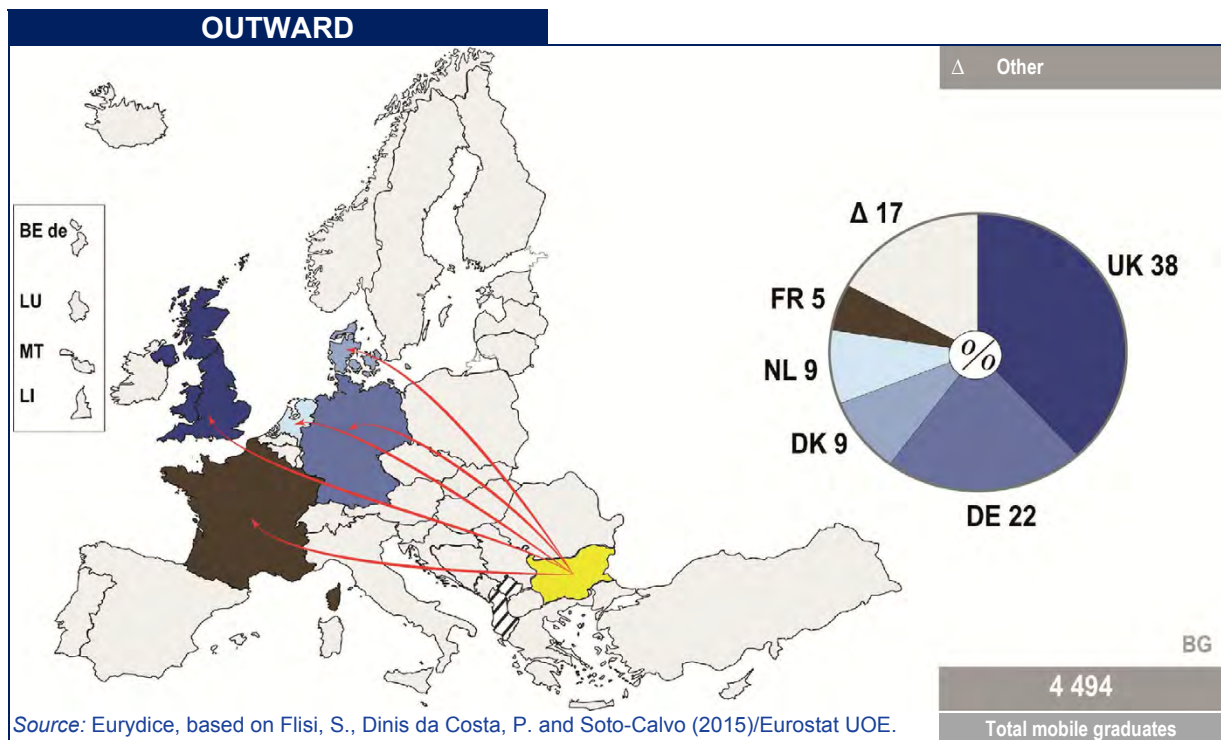 OUTWARD
Δ Other
BE de
LU
MT
LI
Δ 17
UK 38
FR 5
%
NL 9
DK 9
DE 22
BG
4 494
Total mobile graduates
Source: Eurydice, based on Flisi, S., Dinis da Costa, P. and Soto-Calvo (2015)/Eurostat UOE.